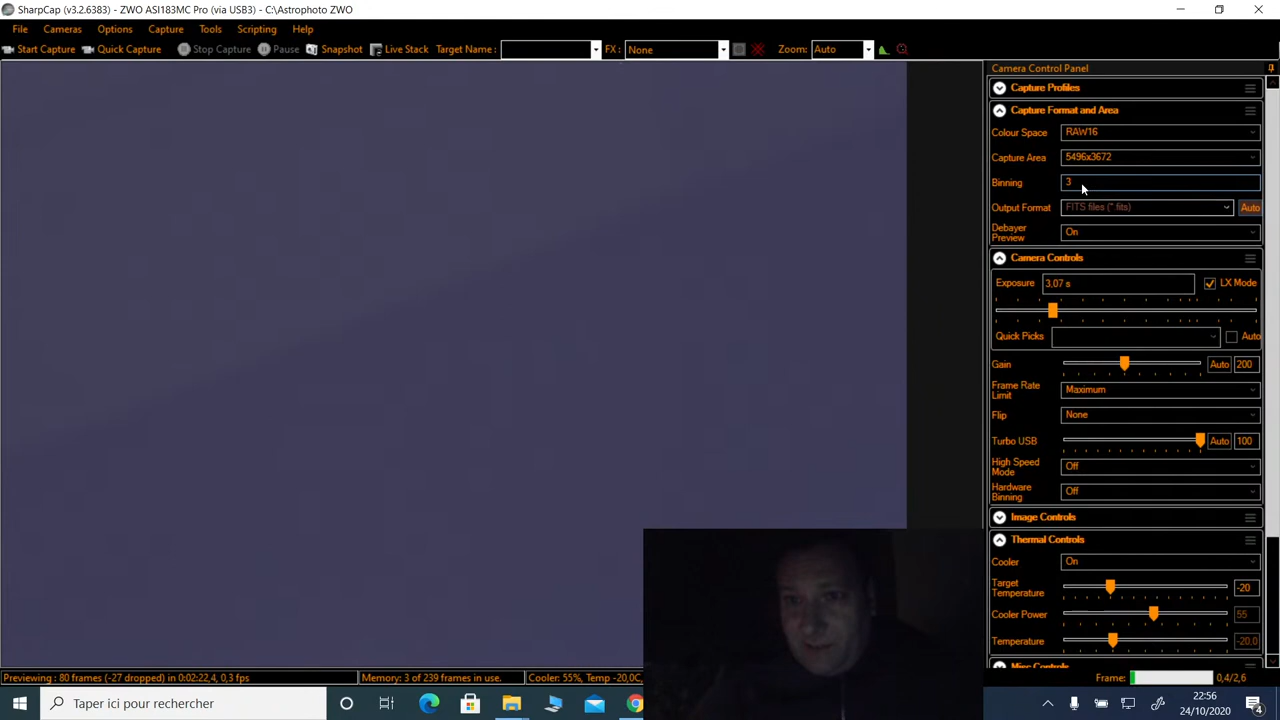 SharpCap (v3.2.6383) - ZWO ASI183MC Pro (via USB3) - C:\Astrophoto ZWO
File Cameras Options Capture Tools Scripting Help
Start Capture Quick Capture Stop Capture Pause Snapshot Live Stack Target Name : FX : None Zoom: Auto
Camera Control Panel
Capture Profiles
Capture Format and Area
Colour Space RAW16
Capture Area 5496x3672
Binning 3
Output Format FITS files (*.fits) Auto
Debayer
Preview On
Camera Controls
Exposure 3,07 s LX Mode
Quick Picks Auto
Gain Auto 200
Frame Rate
Limit Maximum
Flip None
Turbo USB Auto 100
High Speed
Mode Off
Hardware
Binning Off
Image Controls
Thermal Controls
Cooler On
Target
Temperature -20
Cooler Power 55
Temperature -20,0
Misc Controls
Previewing : 80 frames (-27 dropped) in 0:02:22,4, 0,3 fps Memory: 3 of 239 frames in use. Cooler: 55%, Temp -20,0C, Frame: 0,4/2,6
Taper ici pour rechercher
22:56
24/10/2020
4